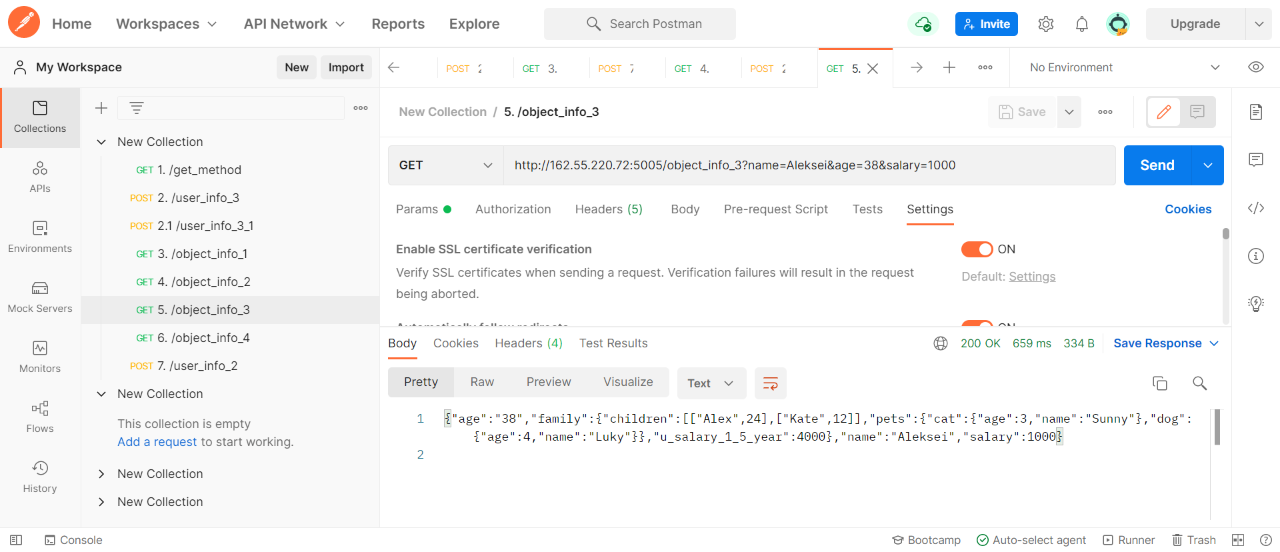 Home Workspaces API Network Reports Explore Search Postman Invite Upgrade
My Workspace New Import POST 2 GET 3. POST 7 GET 4. POST 2 GET 5. No Environment
New Collection / 5. /object_info_3 Save
Collections
APIs
Environments
Mock Servers
Monitors
Flows
History
New Collection
GET 1. /get_method
POST 2. /user_info_3
POST 2.1 /user_info_3_1
GET 3. /object_info_1
GET 4. /object_info_2
GET 5. /object_info_3
GET 6. /object_info_4
POST 7. /user_info_2
New Collection
This collection is empty
Add a request to start working.
New Collection
New Collection
GET http://162.55.220.72:5005/object_info_3?name=Aleksei&age=38&salary=1000 Send
Params Authorization Headers (5) Body Pre-request Script Tests Settings Cookies
Enable SSL certificate verification ON
Verify SSL certificates when sending a request. Verification failures will result in the request
being aborted.
Default: Settings
Automatically follow redirects ON
Body Cookies Headers (4) Test Results 200 OK 659 ms 334 B Save Response
Pretty Raw Preview Visualize Text
1 {"age":"38","family":{"children":[["Alex",24],["Kate",12]],"pets":{"cat":{"age":3,"name":"Sunny"},"dog":
{"age":4,"name":"Luky"}},"u_salary_1_5_year":4000},"name":"Aleksei","salary":1000}
2
Console Bootcamp Auto-select agent Runner Trash